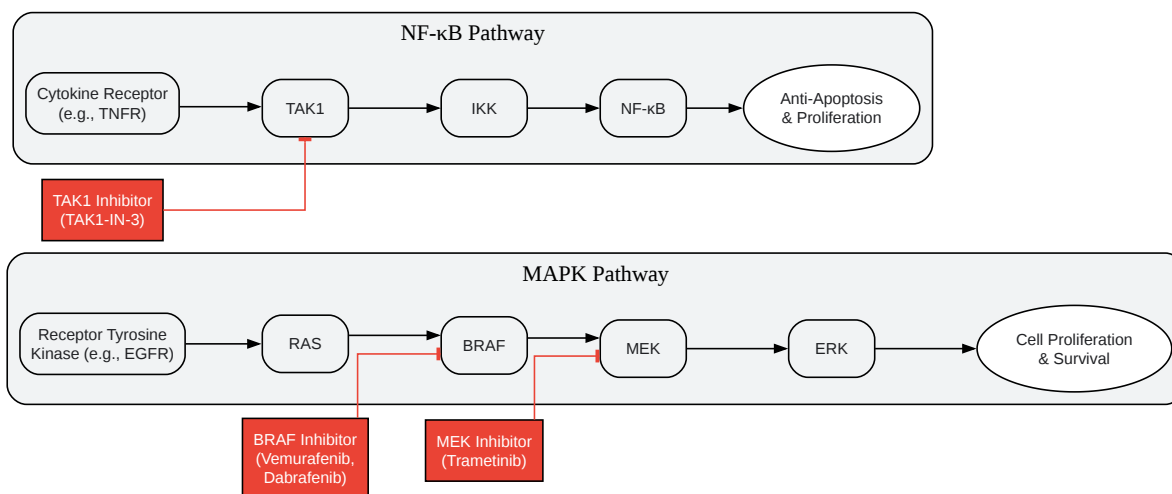 NF-κB Pathway
Cytokine Receptor
(e.g., TNFR)
TAK1
IKK
NF-κB
Anti-Apoptosis
& Proliferation
TAK1 Inhibitor
(TAK1-IN-3)
MAPK Pathway
Receptor Tyrosine
Kinase (e.g., EGFR)
RAS
BRAF
MEK
ERK
Cell Proliferation
& Survival
BRAF Inhibitor
(Vemurafenib,
Dabrafenib)
MEK Inhibitor
(Trametinib)